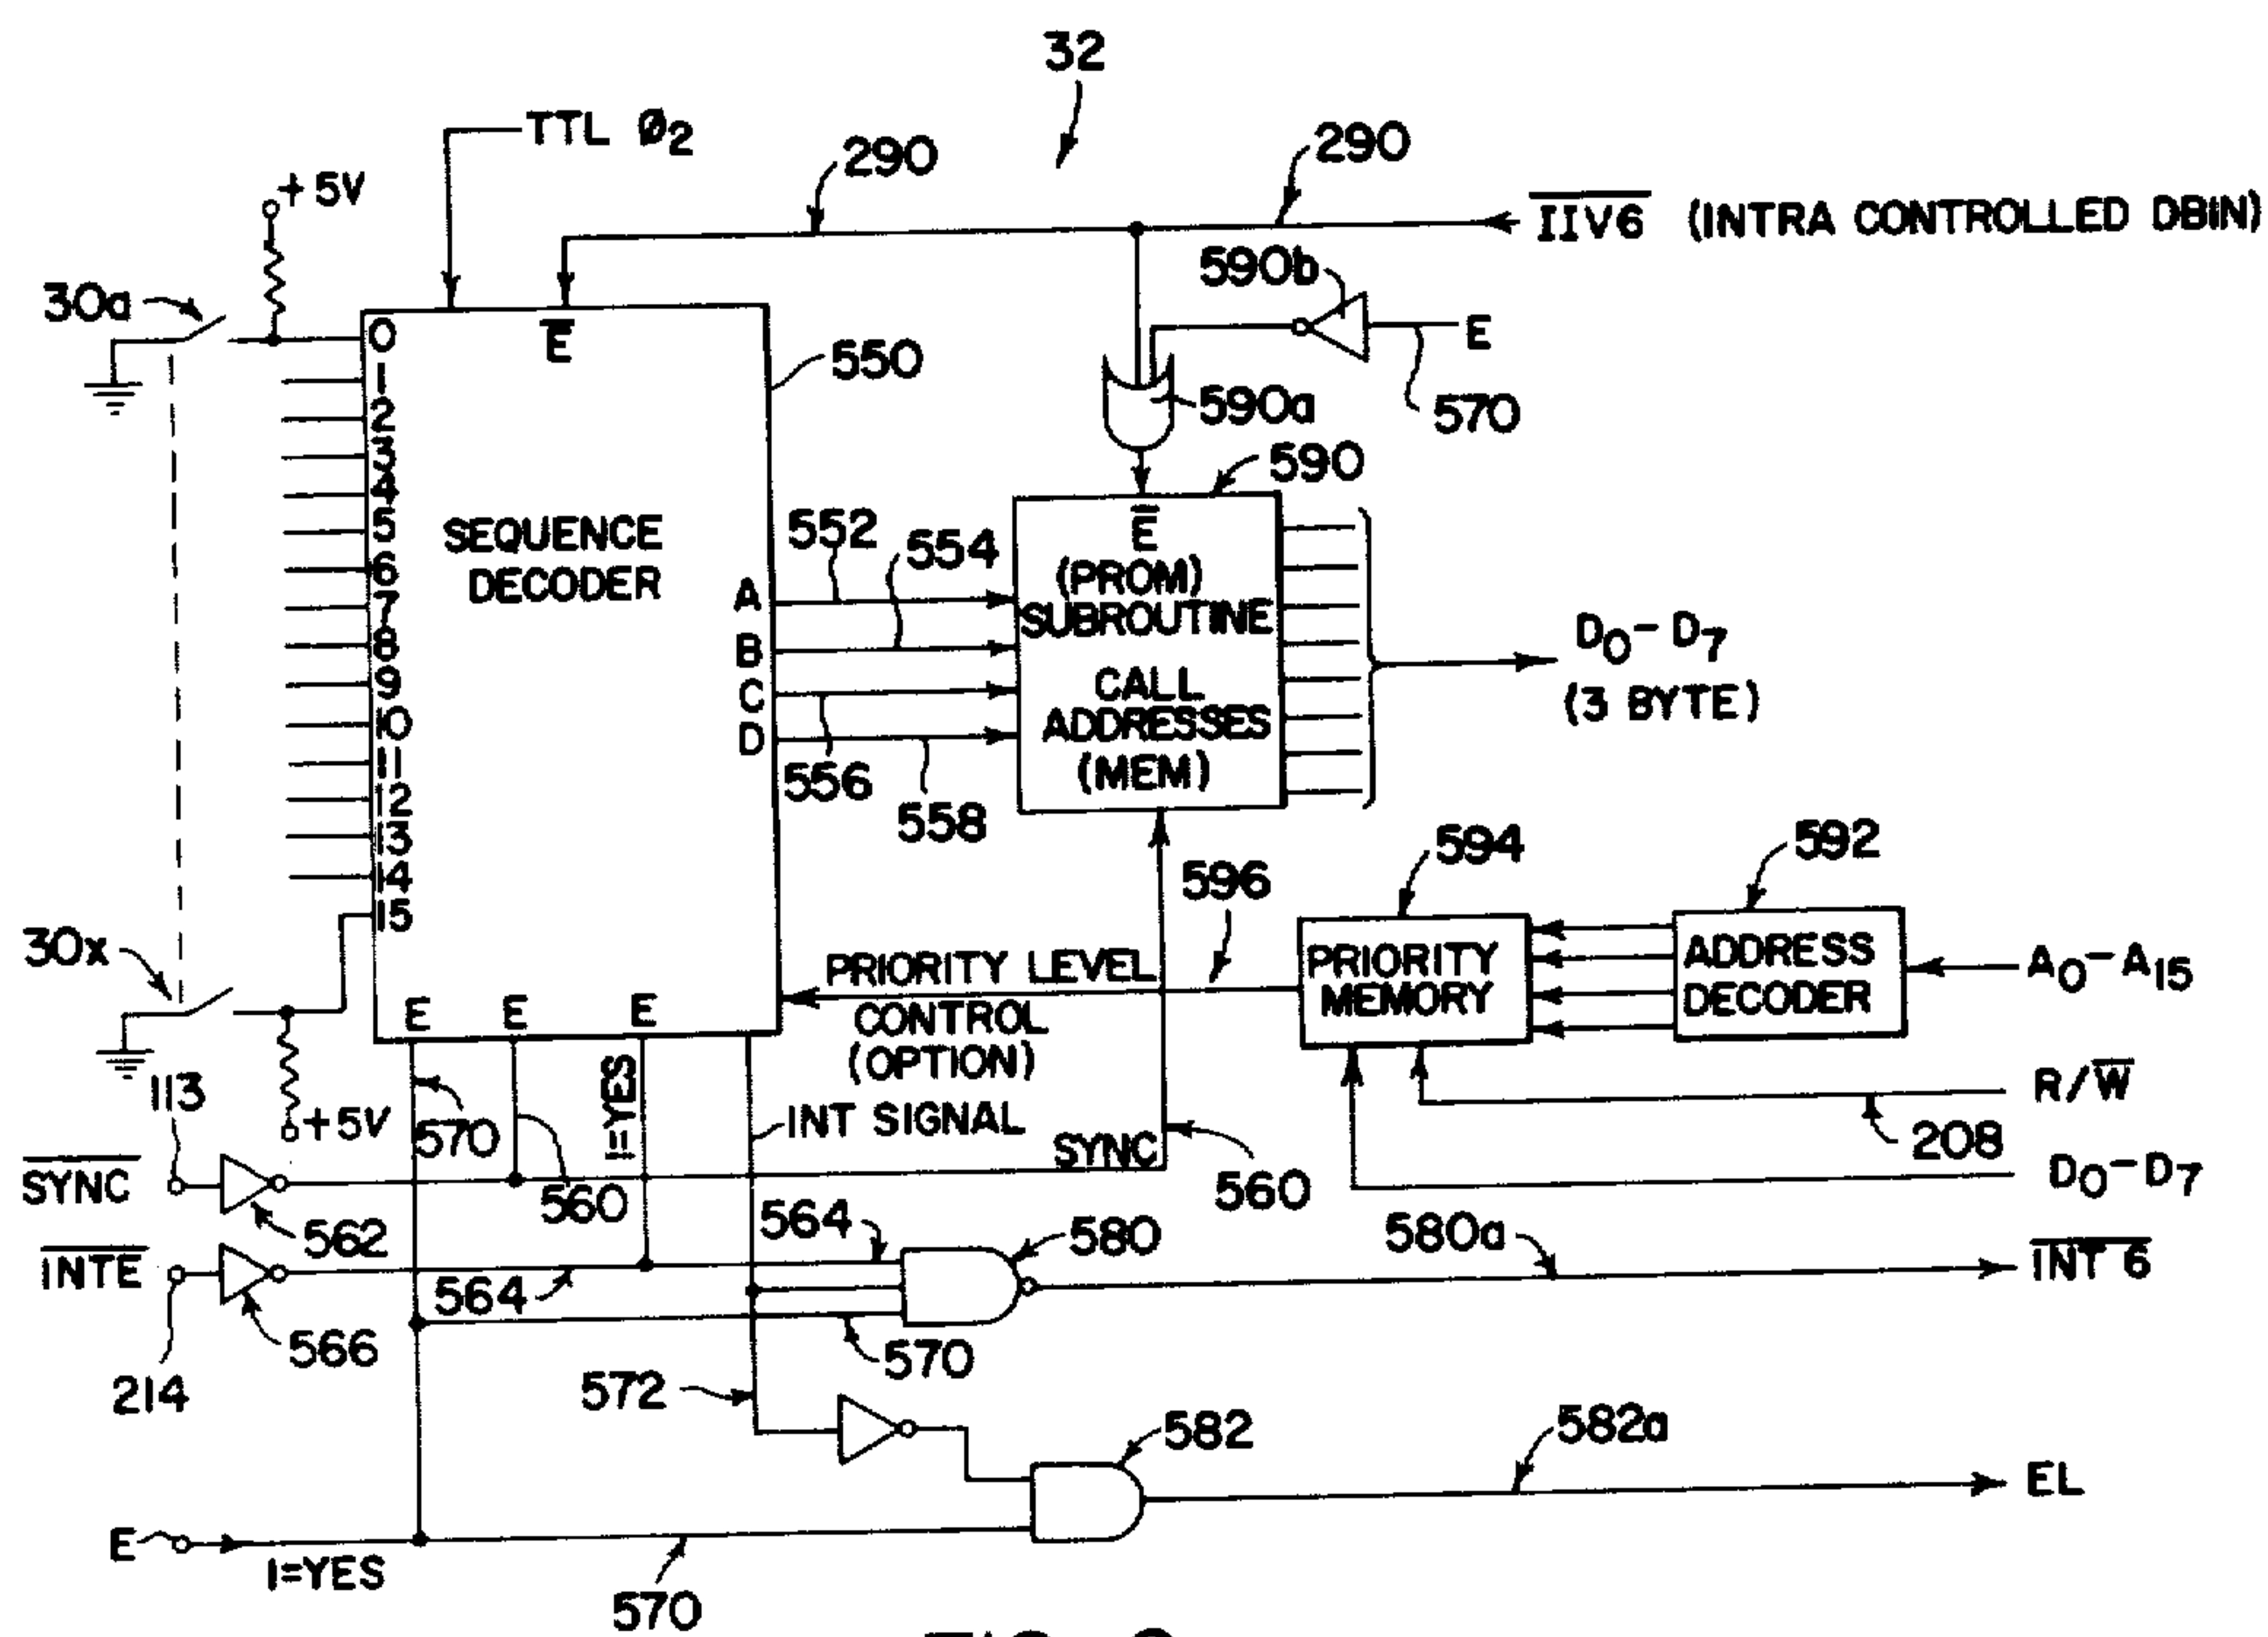 32
TTL Ø2
290
290
+5V
IIV6 (INTRA CONTROLLED DBIN)
590b
30a
0
E
E
550
1
590a
570
2
3
590
4
5
SEQUENCE
DECODER
552
554
E
(PROM)
SUBROUTINE
CALL
ADDRESSES
(MEM)
6
7
A
8
B
D0-D7
(3 BYTE)
9
C
10
D
11
556
12
558
13
14
15
594
592
596
30x
PRIORITY LEVEL
CONTROL
(OPTION)
PRIORITY
MEMORY
ADDRESS
DECODER
A0-A15
E
E
E
1=YES
R/W
113
+5V
570
INT SIGNAL
SYNC
208
SYNC
560
560
D0-D7
562
564
580
580a
INTE
564
INT 6
566
570
214
572
582
582a
EL
E
1=YES
570